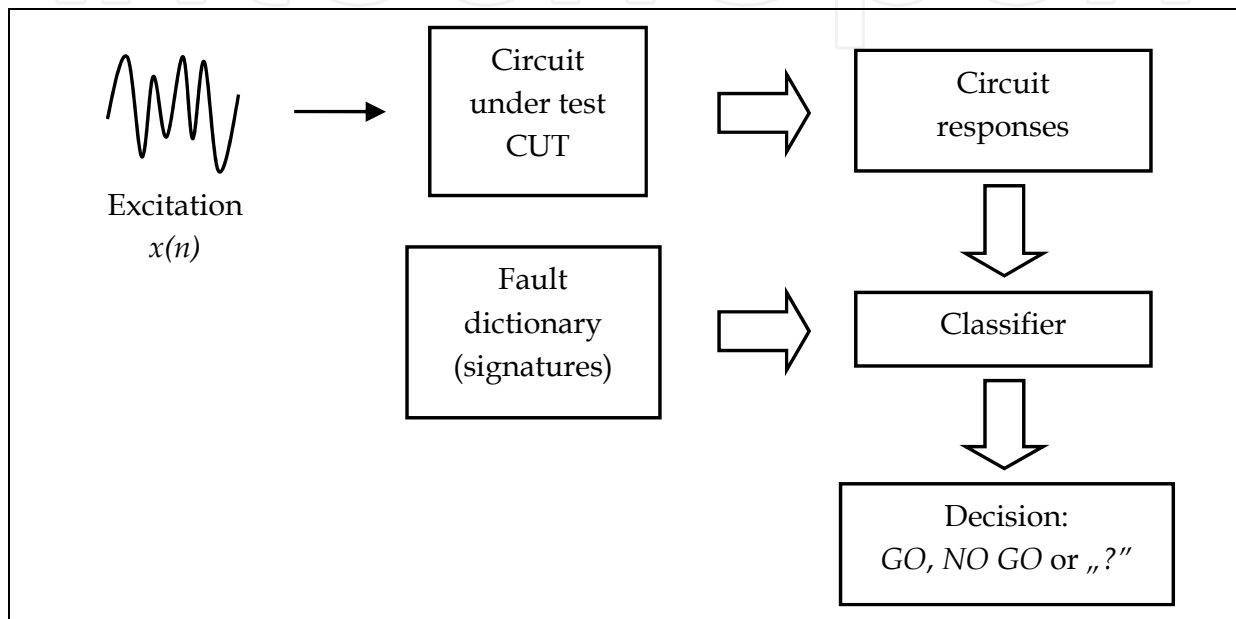 Circuit
under test
CUT
Circuit
responses
Excitation
x(n)
Fault
dictionary
(signatures)
Classifier
Decision:
GO, NO GO or „?”